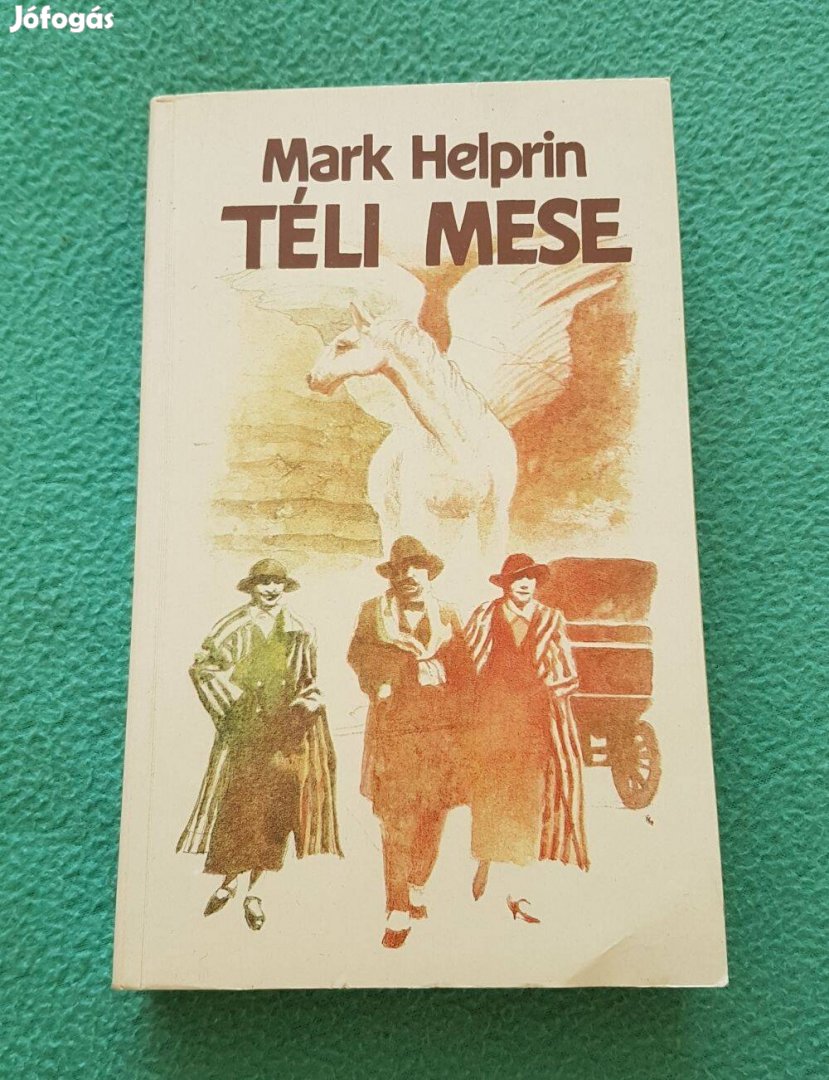 Jófogás
Mark Helprin
TÉLI MESE